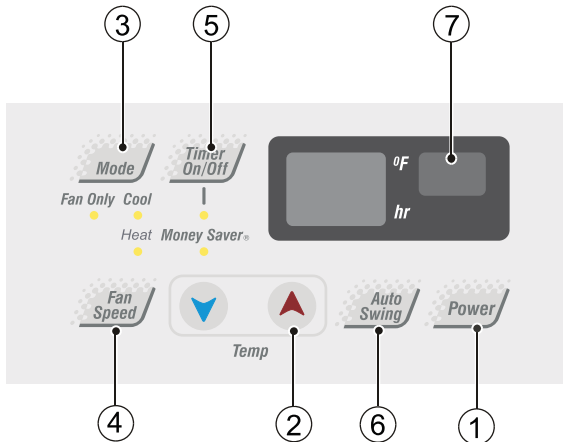 3 5 7
Mode
Timer
On/Off
Fan Only Cool
Heat Money Saver®
ºF
hr
Fan
Speed
Temp
Auto
Swing
Power
4 2 6 1